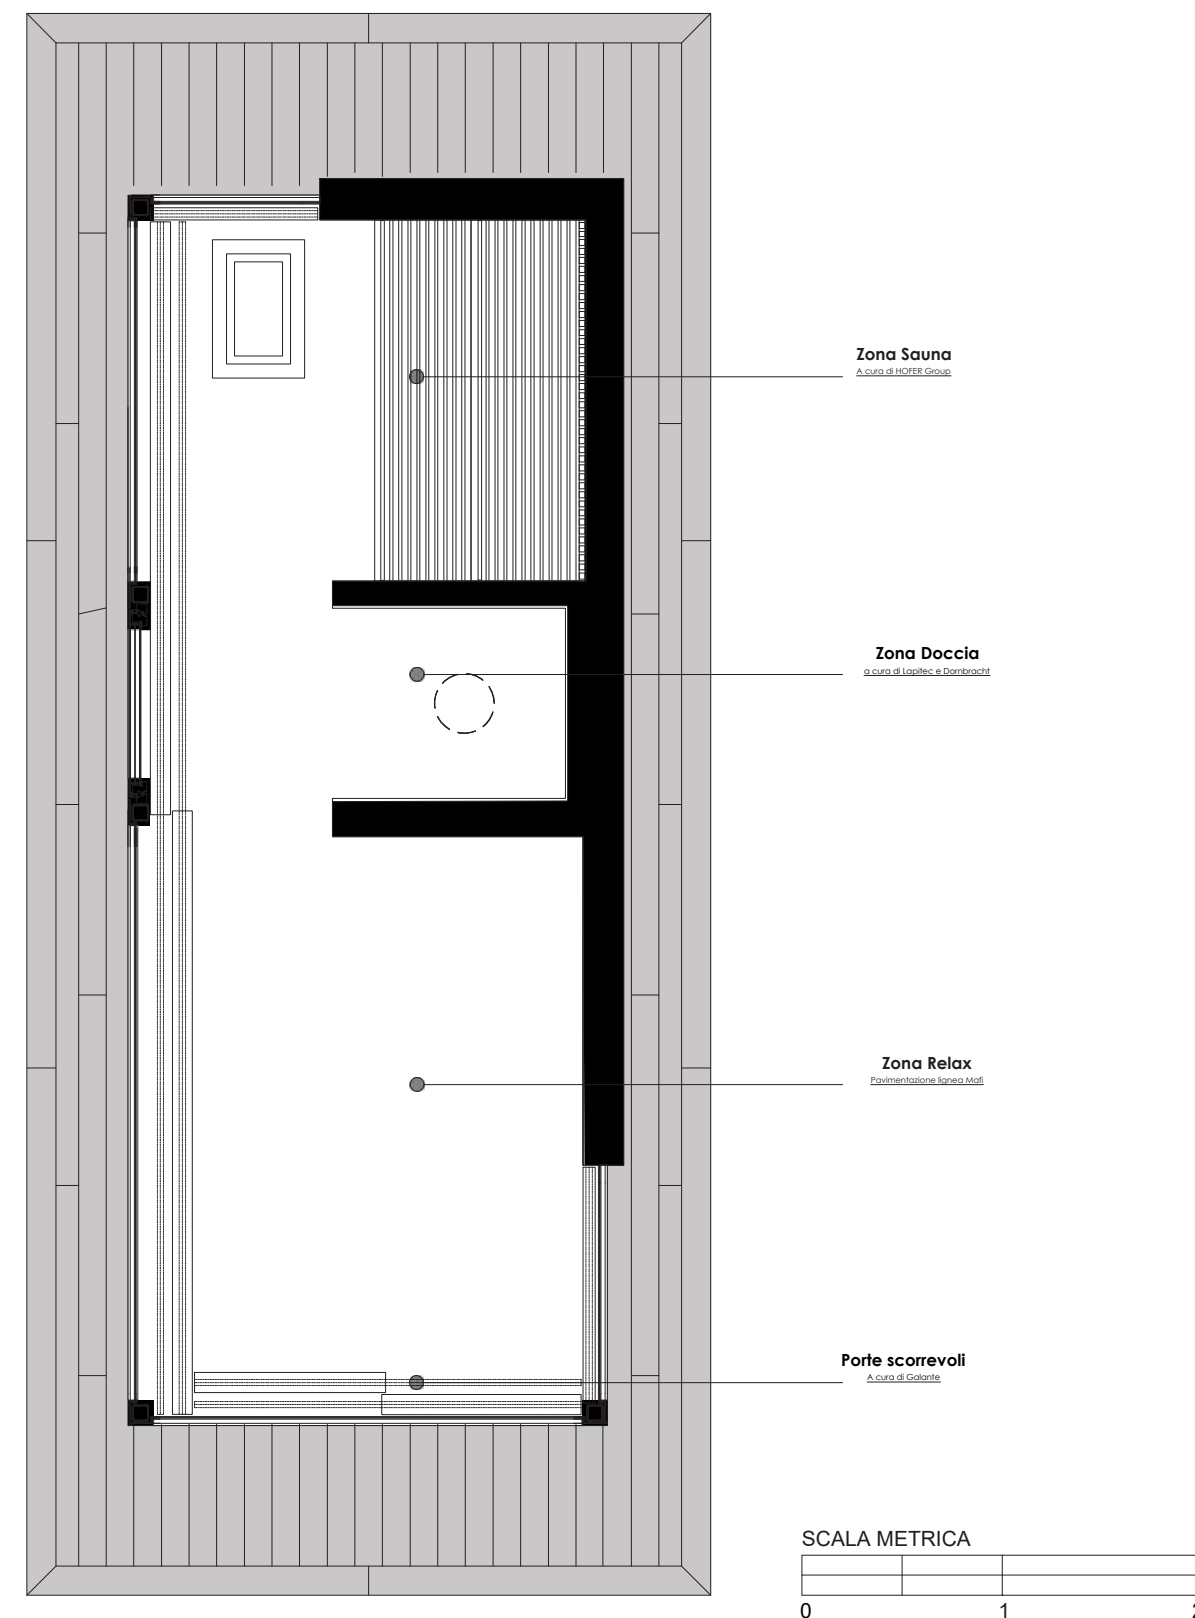 Zona Sauna
A cura di HOFER Group
Zona Doccia
a cura di Lapitec e Dornbracht
Zona Relax
Pavimentazione lignea Mafi
Porte scorrevoli
A cura di Galante
SCALA METRICA
0 1 2